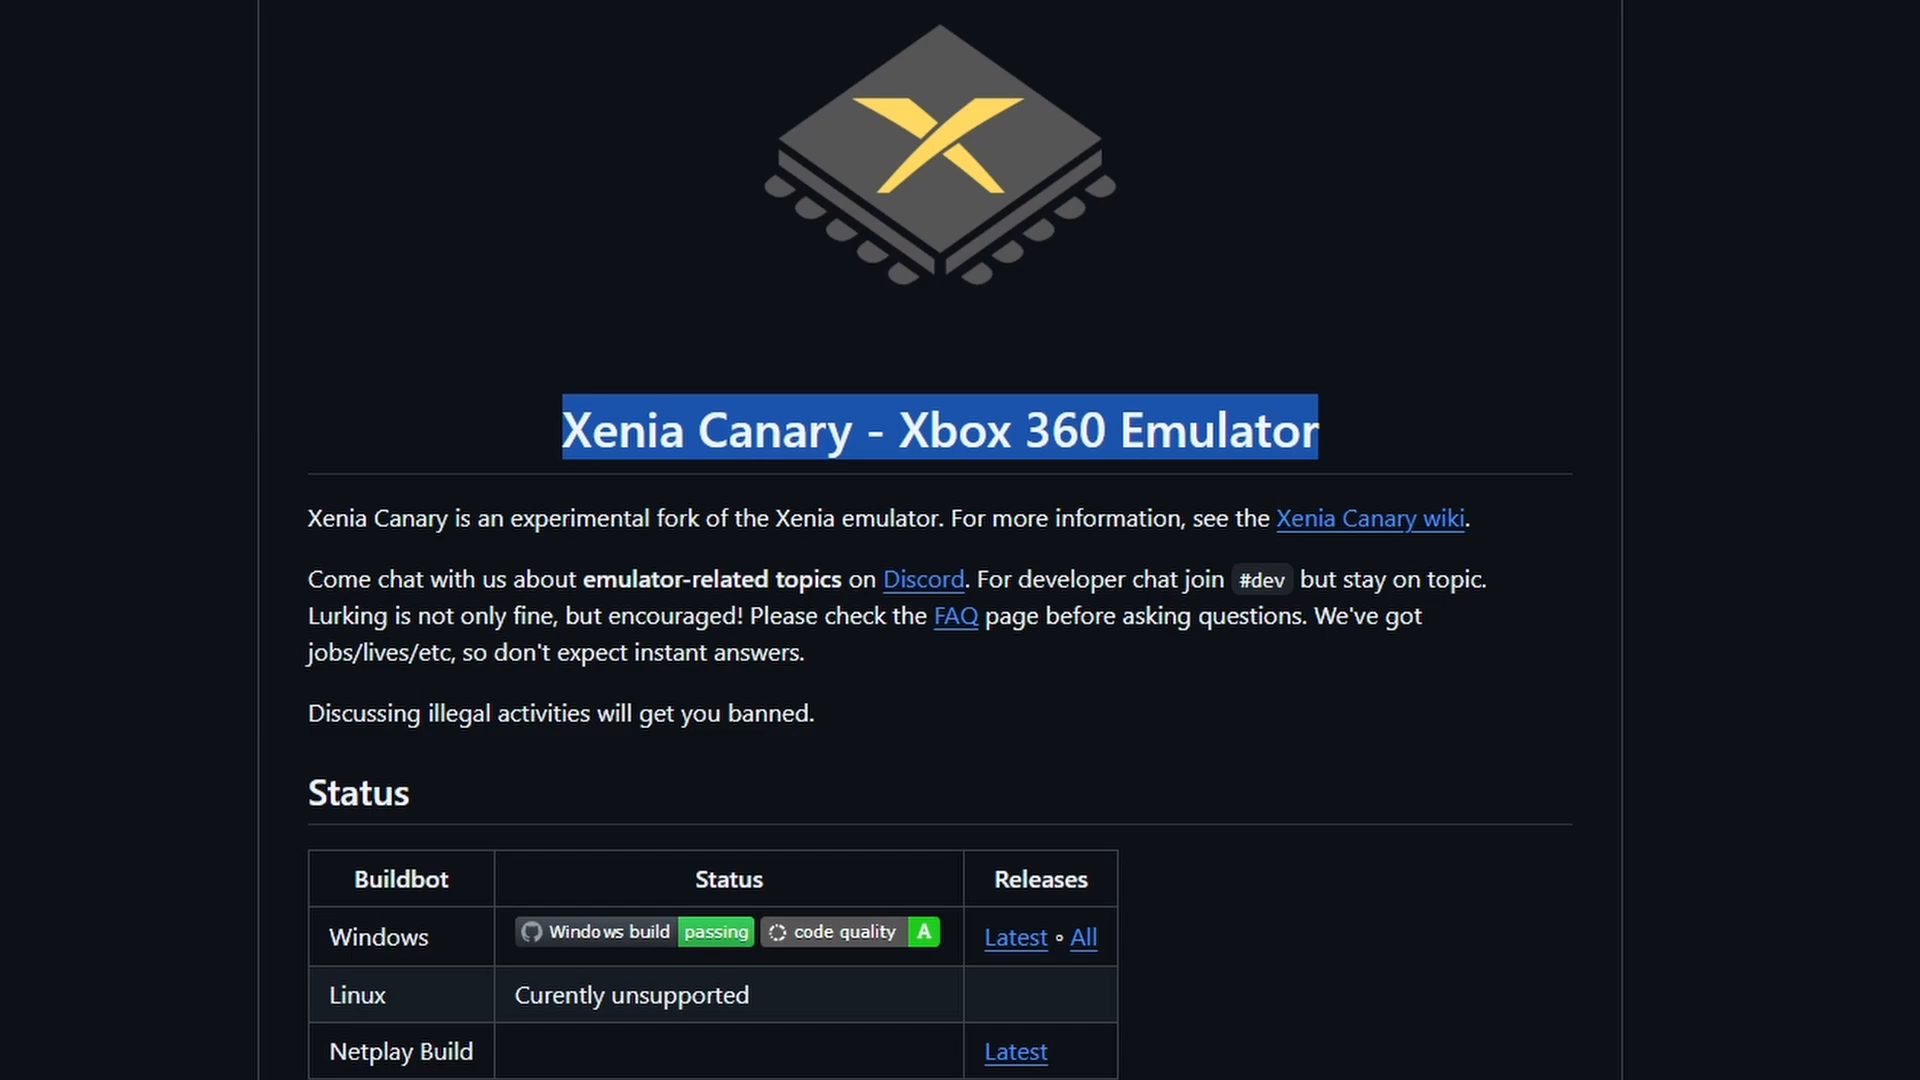 Xenia Canary - Xbox 360 Emulator
Xenia Canary is an experimental fork of the Xenia emulator. For more information, see the Xenia Canary wiki.
Come chat with us about emulator-related topics on Discord. For developer chat join #dev but stay on topic.
Lurking is not only fine, but encouraged! Please check the FAQ page before asking questions. We've got
jobs/lives/etc, so don't expect instant answers.
Discussing illegal activities will get you banned.
Status
Buildbot Status Releases
Windows Windows build passing code quality A Latest ◦ All
Linux Curently unsupported
Netplay Build Latest